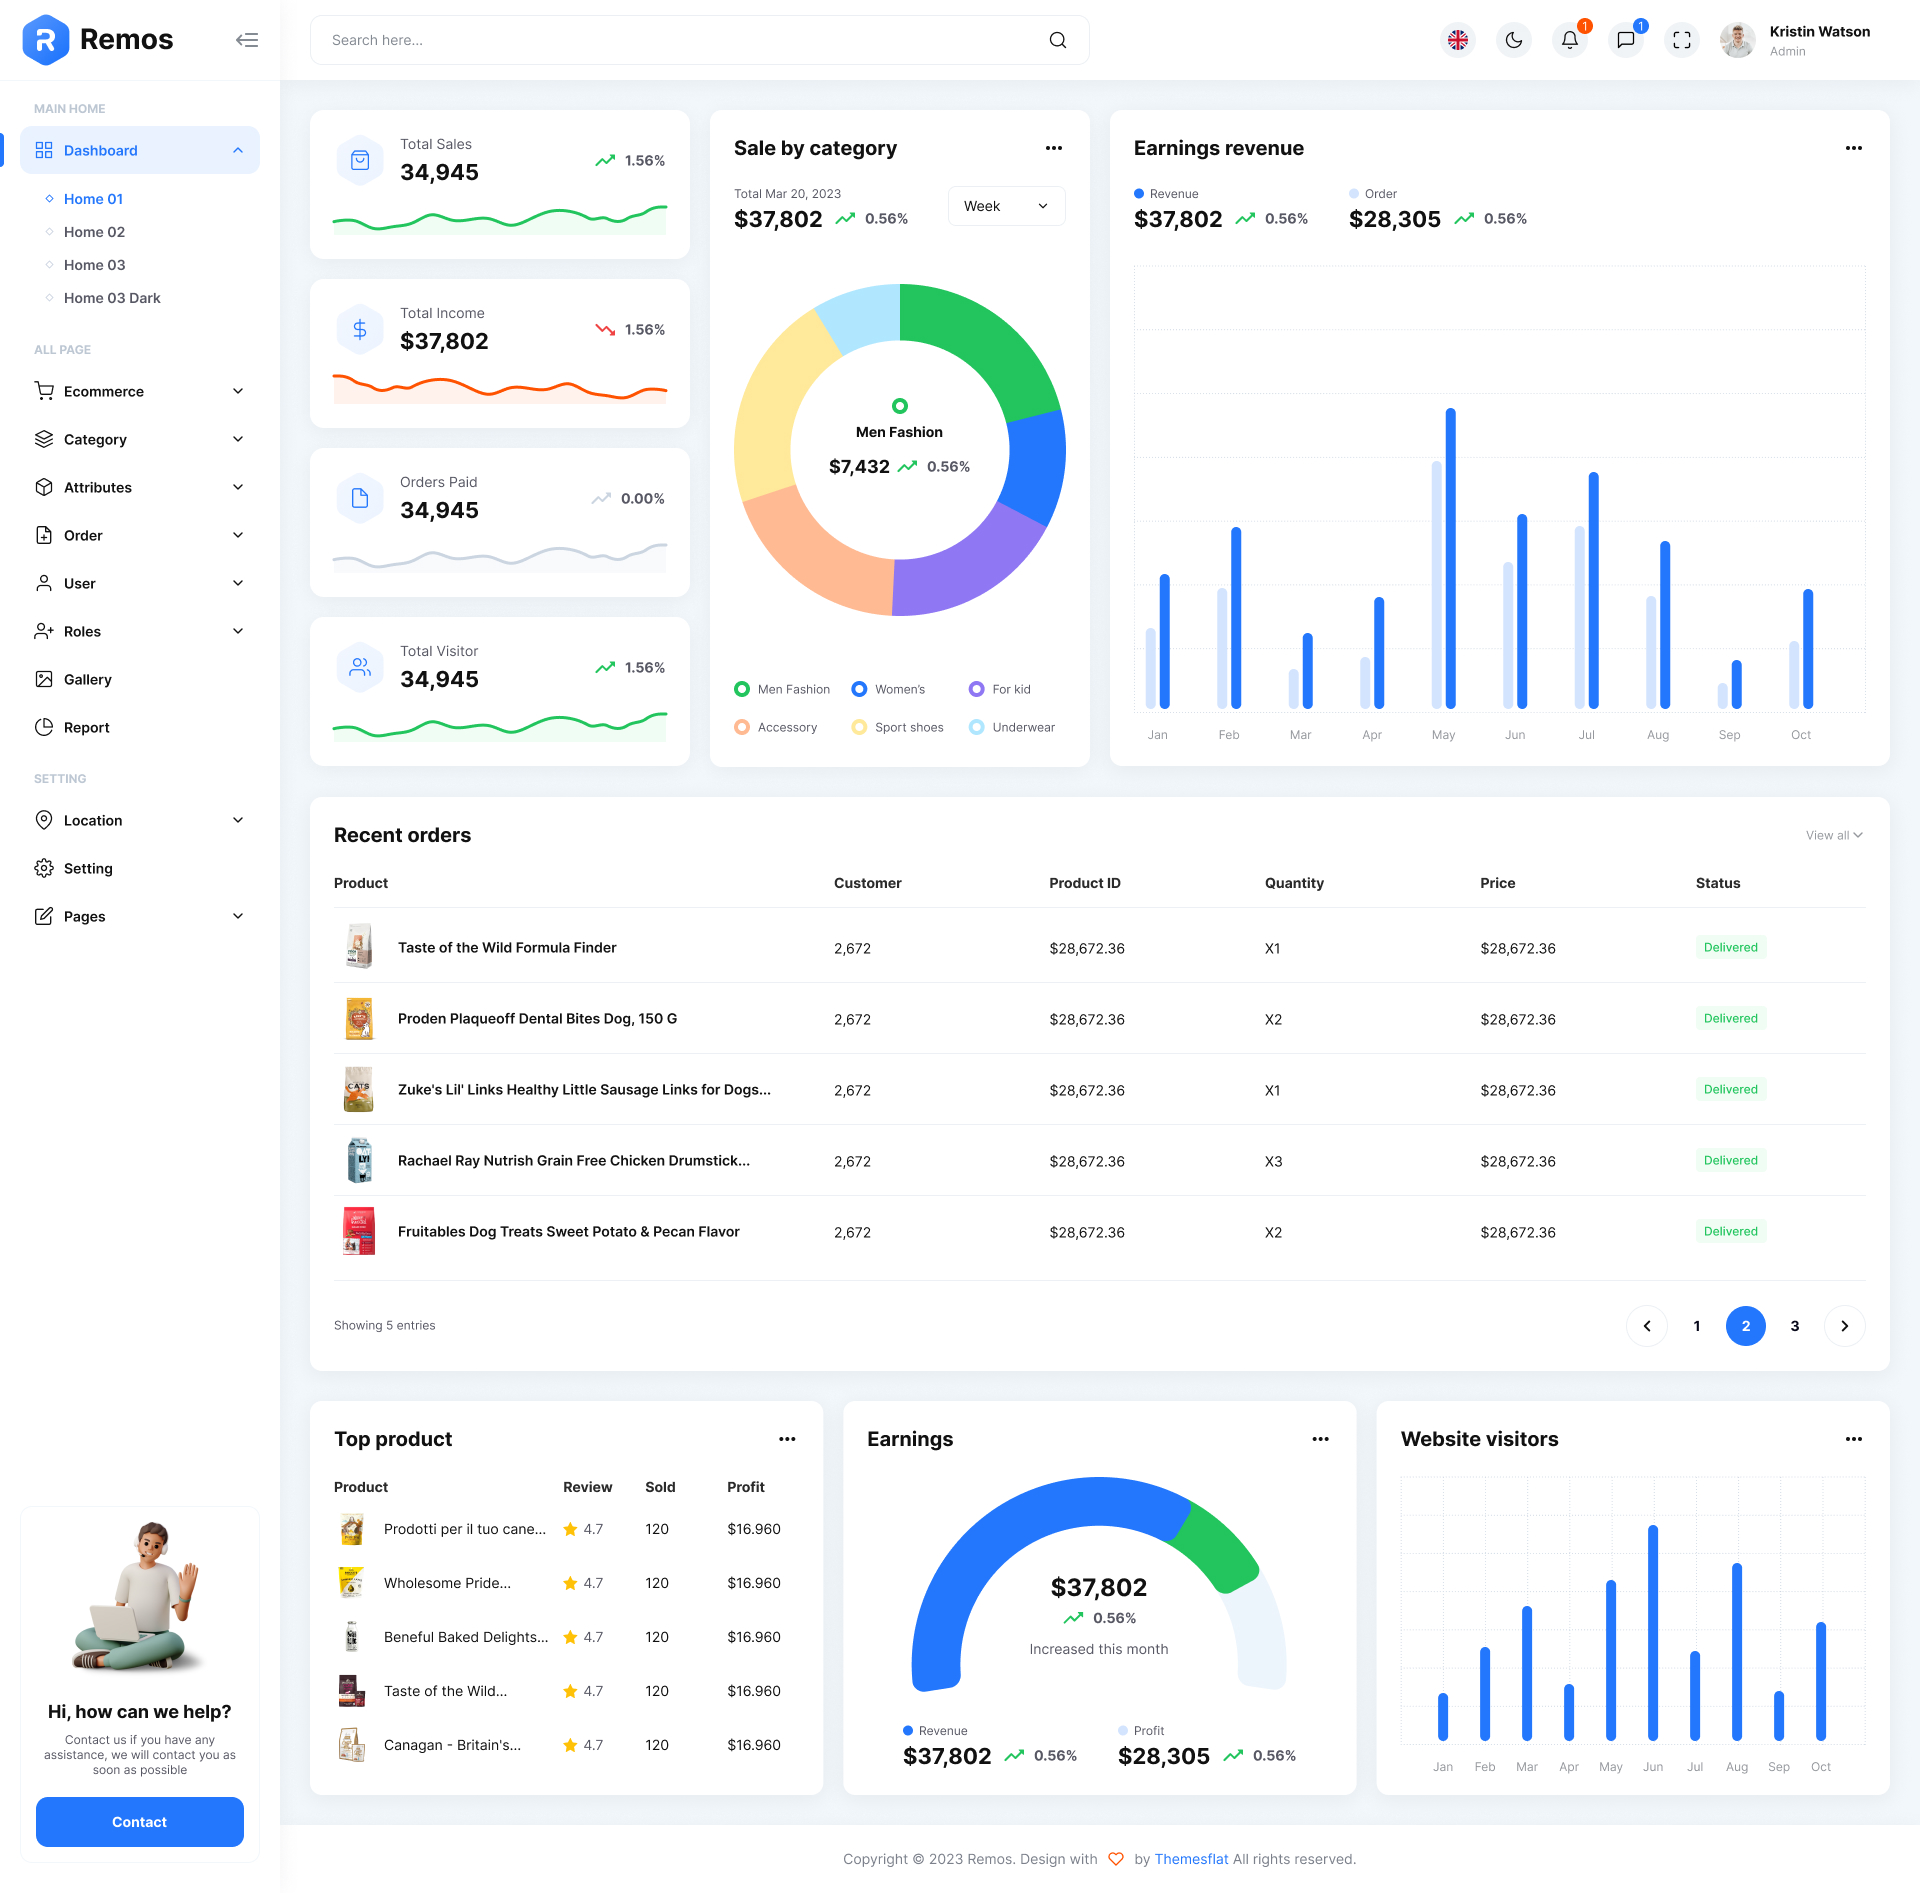 Remos
Search here...
1
1
Kristin Watson
Admin
MAIN HOME
Dashboard
Home 01
Home 02
Home 03
Home 03 Dark
ALL PAGE
Ecommerce
Category
Attributes
Order
User
Roles
Gallery
Report
SETTING
Location
Setting
Pages
Hi, how can we help?
Contact us if you have any
assistance, we will contact you as
soon as possible
Contact
Total Sales
34,945
1.56%
Total Income
$37,802
1.56%
Orders Paid
34,945
0.00%
Total Visitor
34,945
1.56%
Sale by category
Total Mar 20, 2023
$37,802 0.56%
Week
Men Fashion
$7,432 0.56%
Men Fashion Women's For kid
Accessory Sport shoes Underwear
Earnings revenue
Revenue Order
$37,802 0.56% $28,305 0.56%
Jan Feb Mar Apr May Jun Jul Aug Sep Oct
Recent orders
View all
Product Customer Product ID Quantity Price Status
Taste of the Wild Formula Finder 2,672 $28,672.36 X1 $28,672.36 Delivered
Proden Plaqueoff Dental Bites Dog, 150 G 2,672 $28,672.36 X2 $28,672.36 Delivered
CATS
Zuke's Lil' Links Healthy Little Sausage Links for Dogs... 2,672 $28,672.36 X1 $28,672.36 Delivered
Rachael Ray Nutrish Grain Free Chicken Drumstick... 2,672 $28,672.36 X3 $28,672.36 Delivered
Fruitables Dog Treats Sweet Potato & Pecan Flavor 2,672 $28,672.36 X2 $28,672.36 Delivered
Showing 5 entries
1 2 3
Top product
Product Review Sold Profit
Prodotti per il tuo cane... 4.7 120 $16.960
Wholesome Pride... 4.7 120 $16.960
Beneful Baked Delights... 4.7 120 $16.960
Taste of the Wild... 4.7 120 $16.960
Canagan - Britain's... 4.7 120 $16.960
Earnings
$37,802
0.56%
Increased this month
Revenue Profit
$37,802 0.56% $28,305 0.56%
Website visitors
Jan Feb Mar Apr May Jun Jul Aug Sep Oct
Copyright © 2023 Remos. Design with by Themesflat All rights reserved.